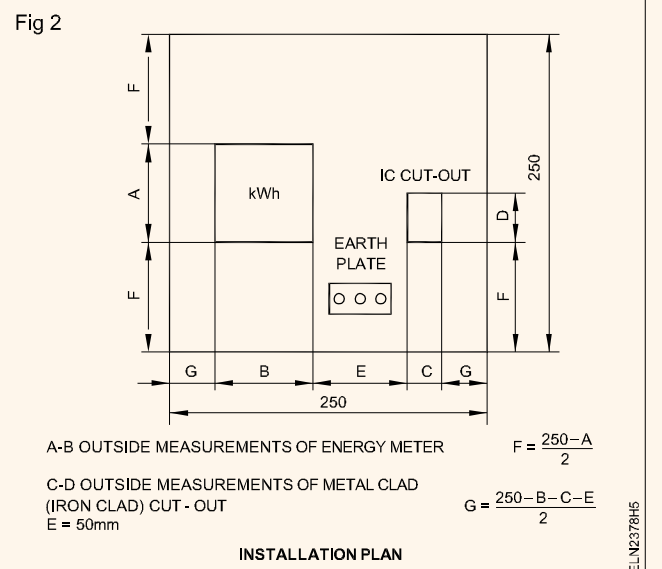 Fig 2
F
A
kWh
F
IC CUT-OUT
D
250
EARTH
PLATE
F
G B E C G
250
A-B OUTSIDE MEASUREMENTS OF ENERGY METER
F = 250-A / 2
C-D OUTSIDE MEASUREMENTS OF METAL CLAD
(IRON CLAD) CUT - OUT
G = 250-B-C-E / 2
E = 50mm
INSTALLATION PLAN
ELN2378H5